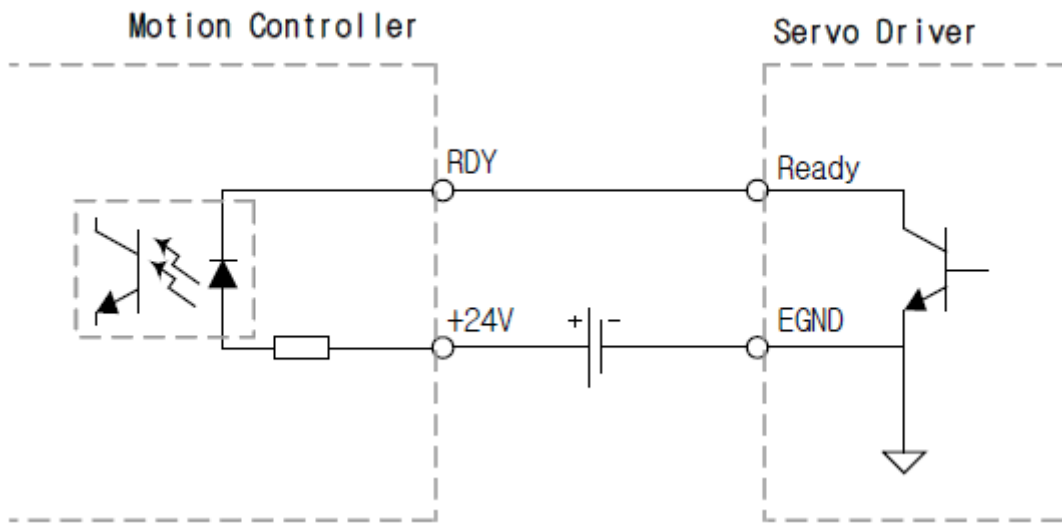 Motion Controller
Servo Driver
RDY
Ready
+24V
+
-
EGND